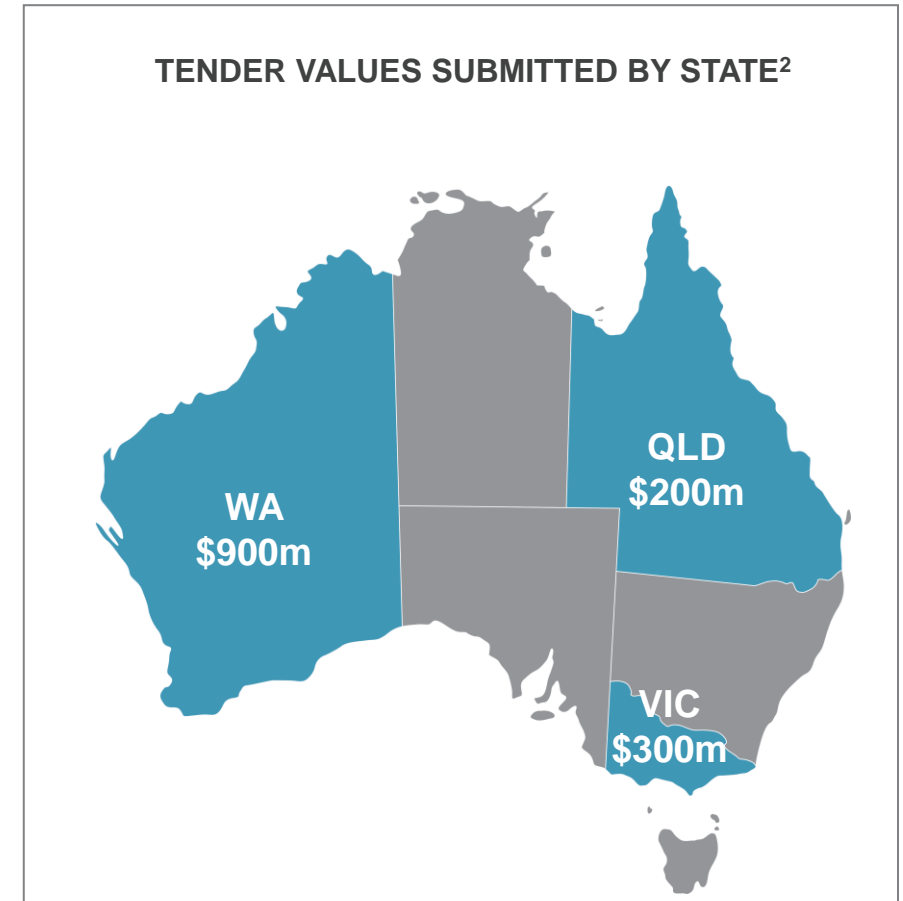 TENDER VALUES SUBMITTED BY STATE²
QLD
$200m
WA
$900m
VIC
$300m